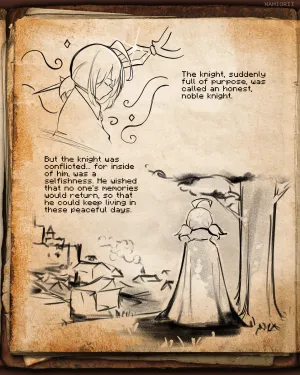 NAMIOKII
The knight, suddenly
full of purpose, was
called an honest,
noble knight.
But the knight was
conflicted... for inside
of him, was a
selfishness. He wished
that no one's memories
would return, so that
he could keep living in
these peaceful days.